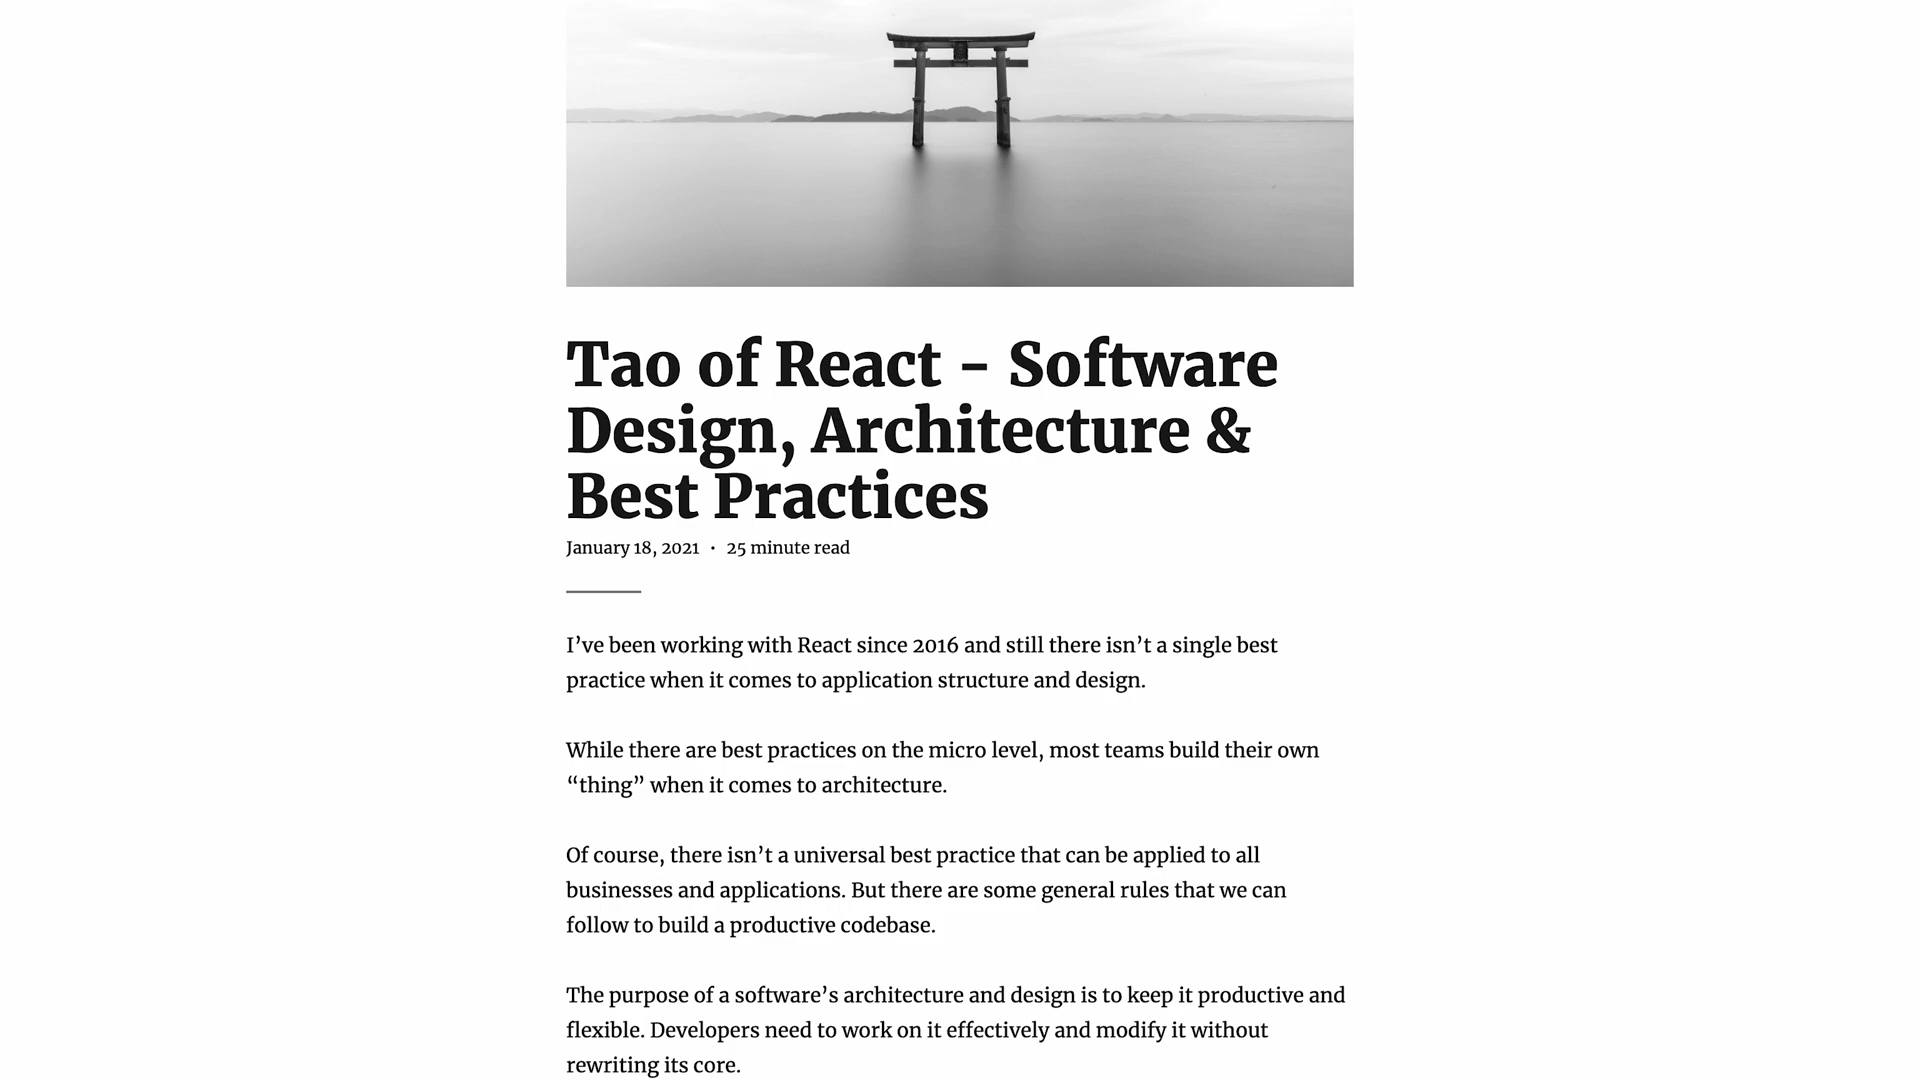 Tao of React - Software
Design, Architecture &
Best Practices
January 18, 2021 • 25 minute read
I’ve been working with React since 2016 and still there isn’t a single best
practice when it comes to application structure and design.
While there are best practices on the micro level, most teams build their own
“thing” when it comes to architecture.
Of course, there isn’t a universal best practice that can be applied to all
businesses and applications. But there are some general rules that we can
follow to build a productive codebase.
The purpose of a software’s architecture and design is to keep it productive and
flexible. Developers need to work on it effectively and modify it without
rewriting its core.